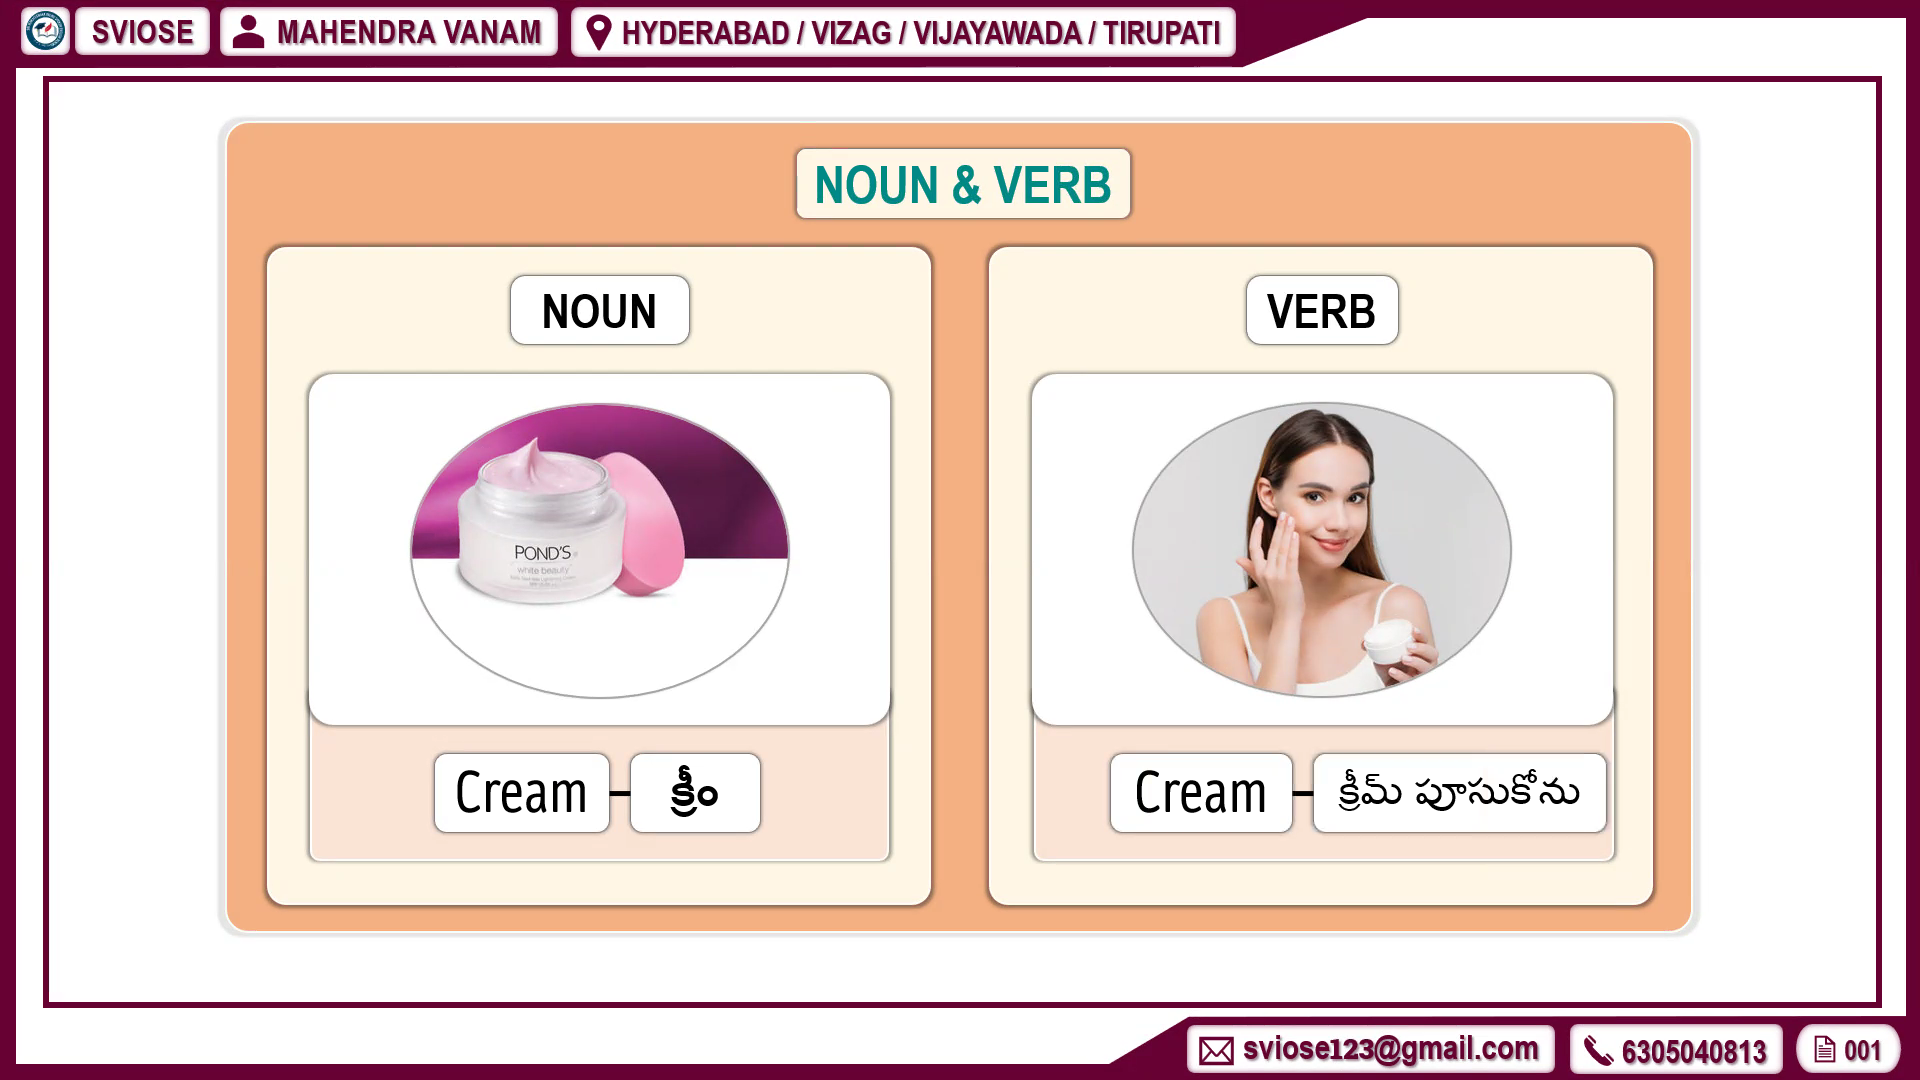 SVIOSE
MAHENDRA VANAM
HYDERABAD / VIZAG / VIJAYAWADA / TIRUPATI
NOUN & VERB
NOUN
POND'S
white beauty
Cream – క్రీం
VERB
Cream – క్రీమ్ పూసుకోను
sviose123@gmail.com
6305040813
001